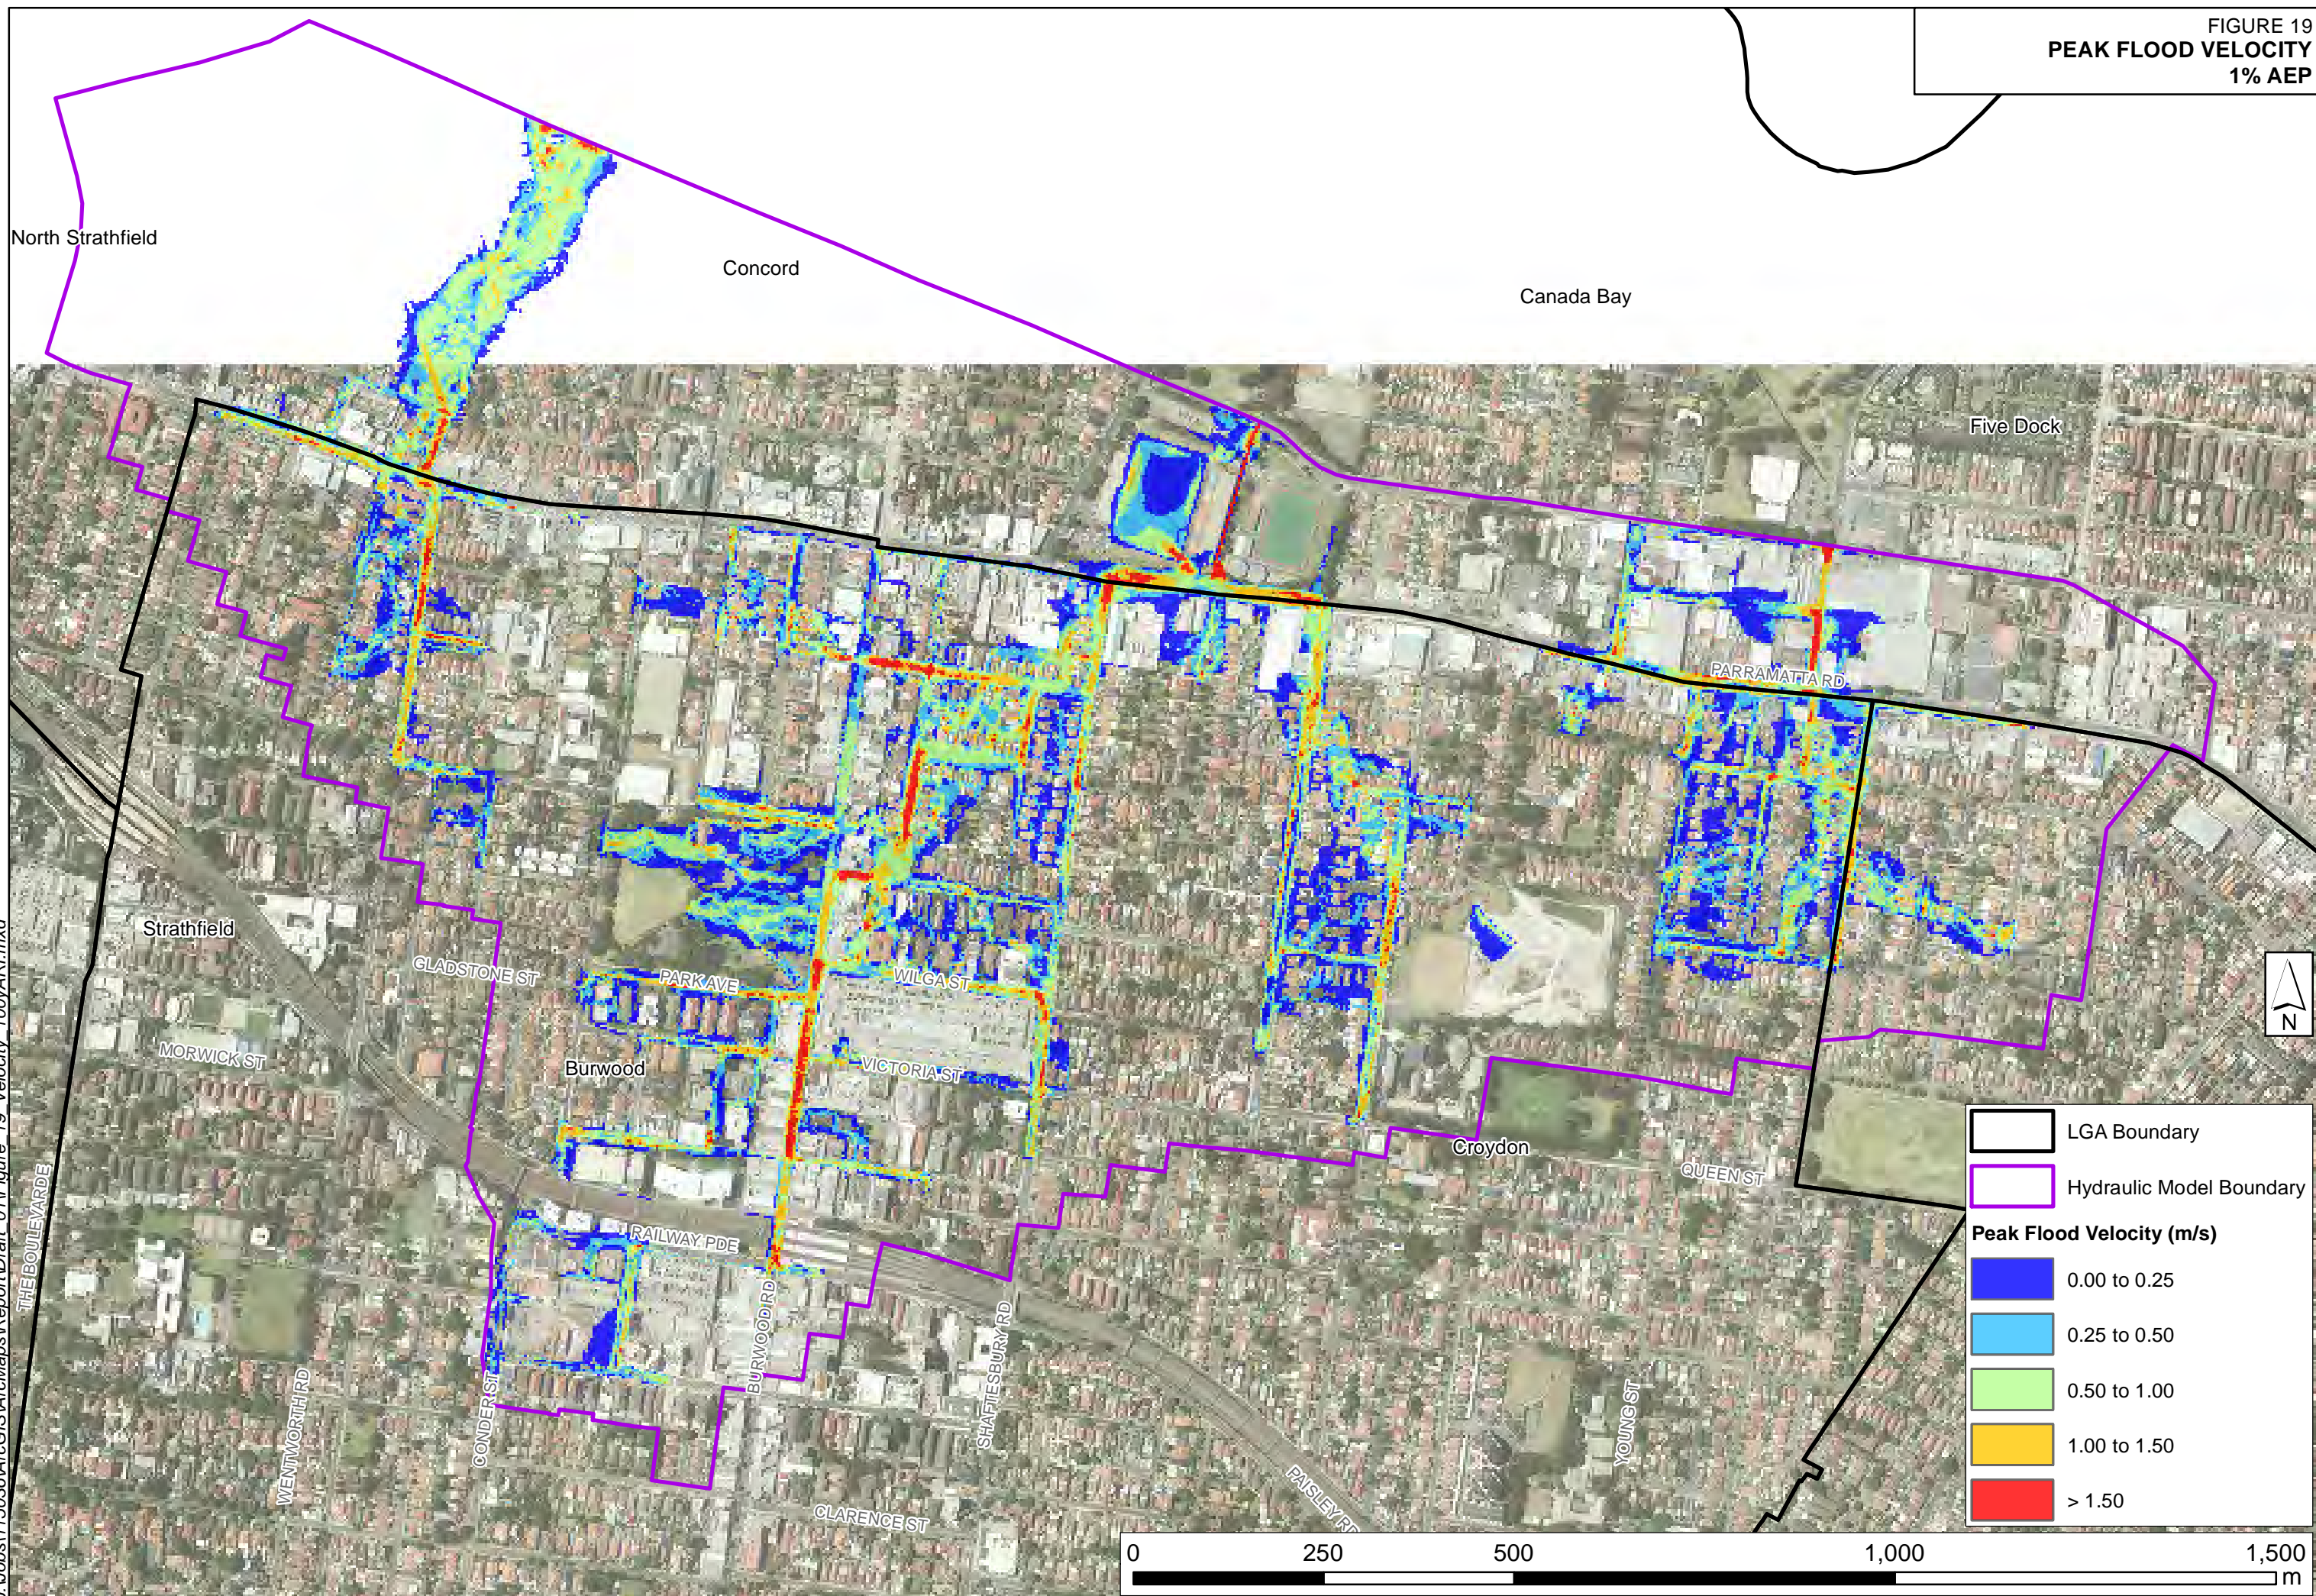 FIGURE 19
PEAK FLOOD VELOCITY
1% AEP
North Strathfield
Concord
Canada Bay
Five Dock
PARRAMATTA RD
Strathfield
GLADSTONE ST
PARK AVE
WILGA ST
MORWICK ST
Burwood
VICTORIA ST
Croydon
QUEEN ST
THE BOULEVARDE
RAILWAY PDE
BURWOOD RD
SHAFTESBURY RD
WENTWORTH RD
CONDER ST
YOUNG ST
PAISLEY RD
CLARENCE ST
N
LGA Boundary
Hydraulic Model Boundary
Peak Flood Velocity (m/s)
0.00 to 0.25
0.25 to 0.50
0.50 to 1.00
1.00 to 1.50
> 1.50
0 250 500 1,000 1,500
m